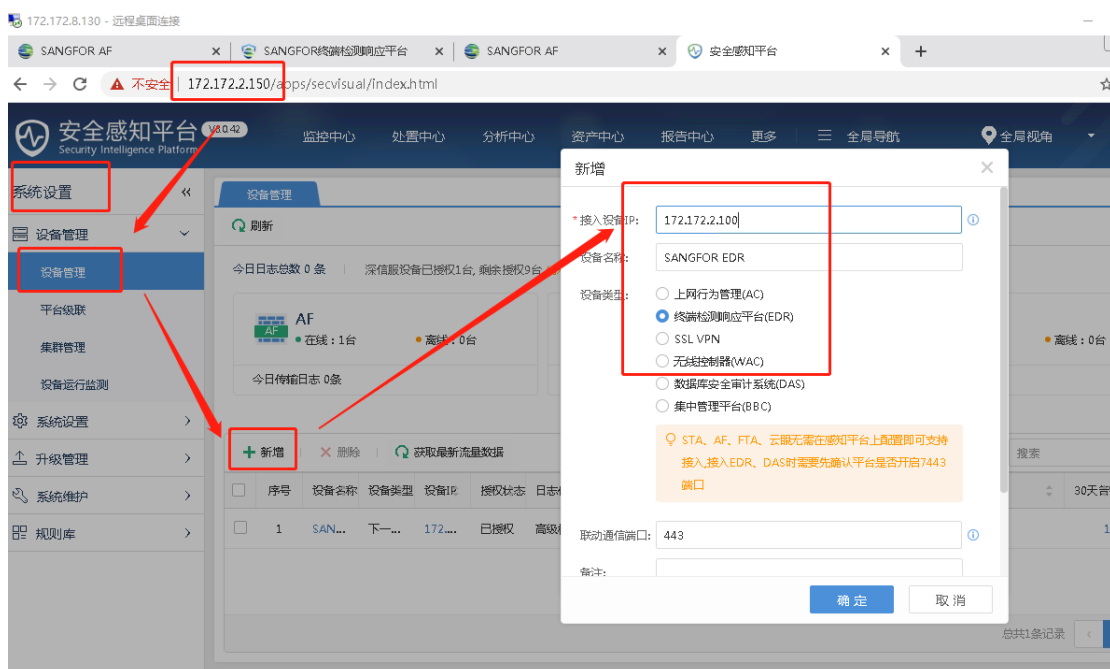 172.172.8.130 - 远程桌面连接
SANGFOR AF
SANGFOR终端检测响应平台
SANGFOR AF
安全感知平台
不安全
172.172.2.150/apps/secvisual/index.html
安全感知平台 V3.0.42
Security Intelligence Platform
监控中心 处置中心 分析中心 资产中心 报告中心 更多 全局导航 全局视角
系统设置
设备管理
设备管理
平台级联
集群管理
设备运行监测
系统设置
升级管理
系统维护
规则库
设备管理
刷新
今日日志总数 0 条
深信服设备已授权1台, 剩余授权9台
AF
AF
在线：1台
离线：0台
今日传输日志 0条
离线：0台
新增 删除 获取最新流量数据
搜索
序号 设备名称 设备类型 设备IP 授权状态
30天
1 SAN... 下一... 172.... 已授权
1
总共1条记录
新增
*接入设备IP: 172.172.2.100
设备名称: SANGFOR EDR
设备类型:
上网行为管理(AC)
终端检测响应平台(EDR)
SSL VPN
无线控制器(WAC)
数据库安全审计系统(DAS)
集中管理平台(BBC)
STA、AF、FTA、云眼无需在感知平台上配置即可支持
接入,接入EDR、DAS时需要先确认平台是否开启7443
端口
联动通信端口: 443
备注:
确定
取消